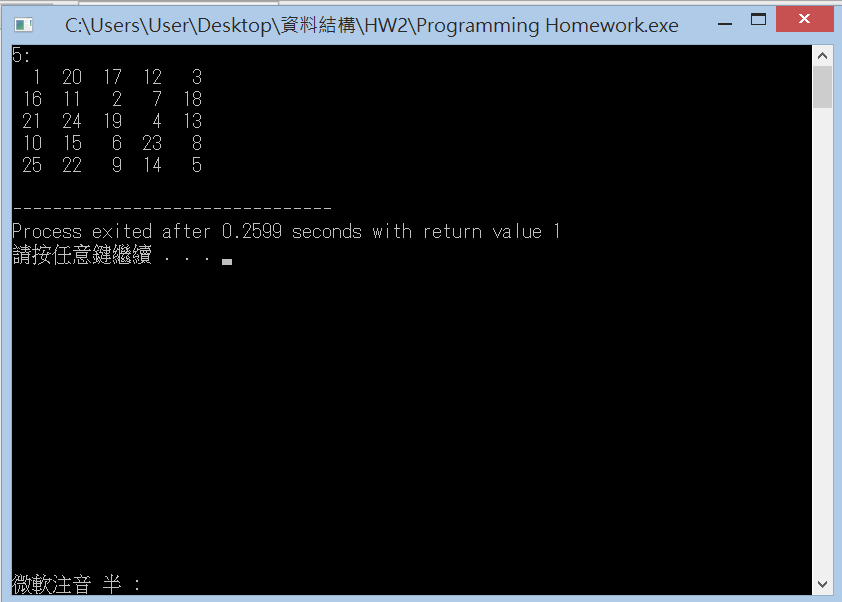 C:\Users\User\Desktop\資料結構\HW2\Programming Homework.exe
5:
1 20 17 12 3
16 11 2 7 18
21 24 19 4 13
10 15 6 23 8
25 22 9 14 5
--------------------------------
Process exited after 0.2599 seconds with return value 1
請按任意鍵繼續 . . .
微軟注音 半 :